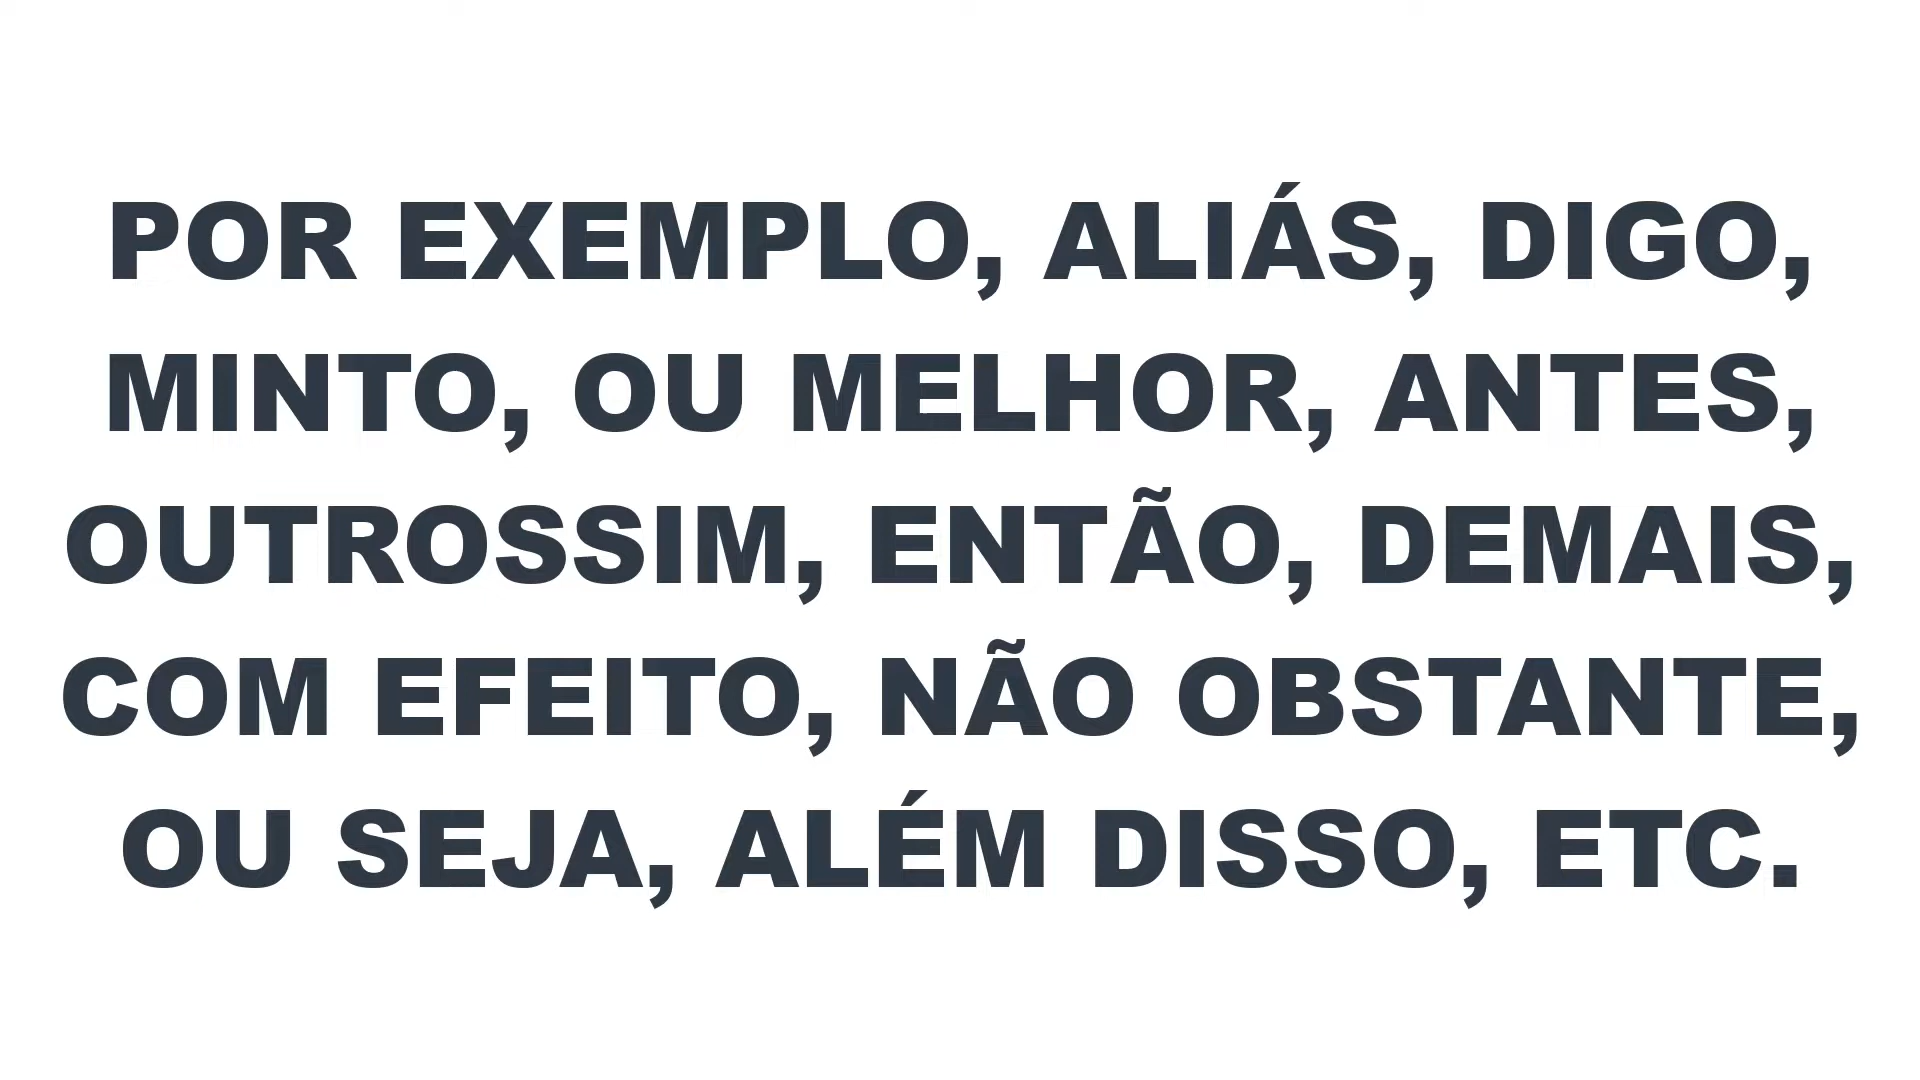 POR EXEMPLO, ALIÁS, DIGO,
MINTO, OU MELHOR, ANTES,
OUTROSSIM, ENTÃO, DEMAIS,
COM EFEITO, NÃO OBSTANTE,
OU SEJA, ALÉM DISSO, ETC.